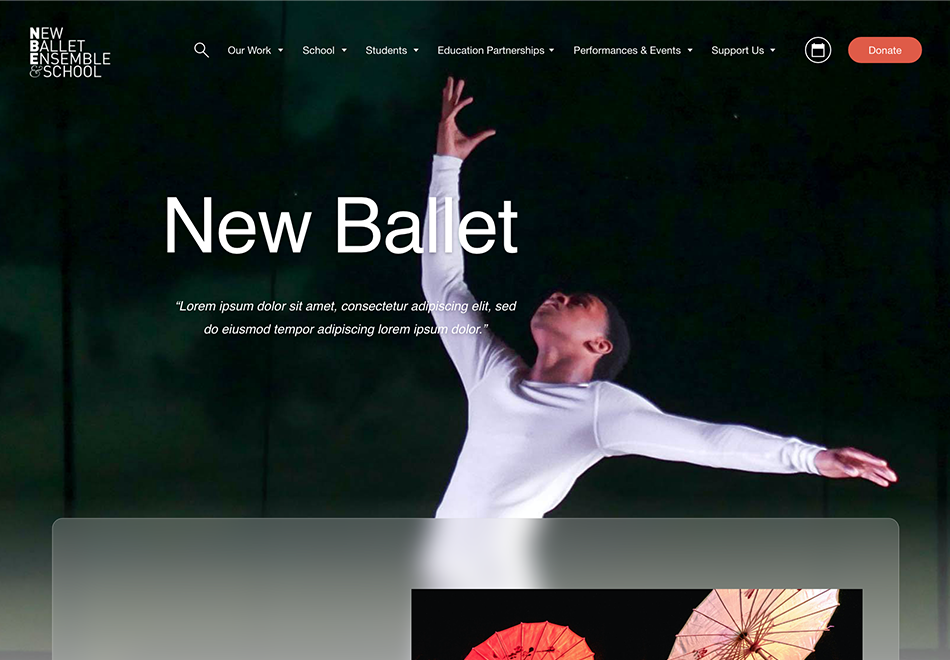 NEW
BALLET
ENSEMBLE
&SCHOOL
Our Work
School
Students
Education Partnerships
Performances & Events
Support Us
Donate
New Ballet
“Lorem ipsum dolor sit amet, consectetur adipiscing elit, sed
do eiusmod tempor adipiscing lorem ipsum dolor.”